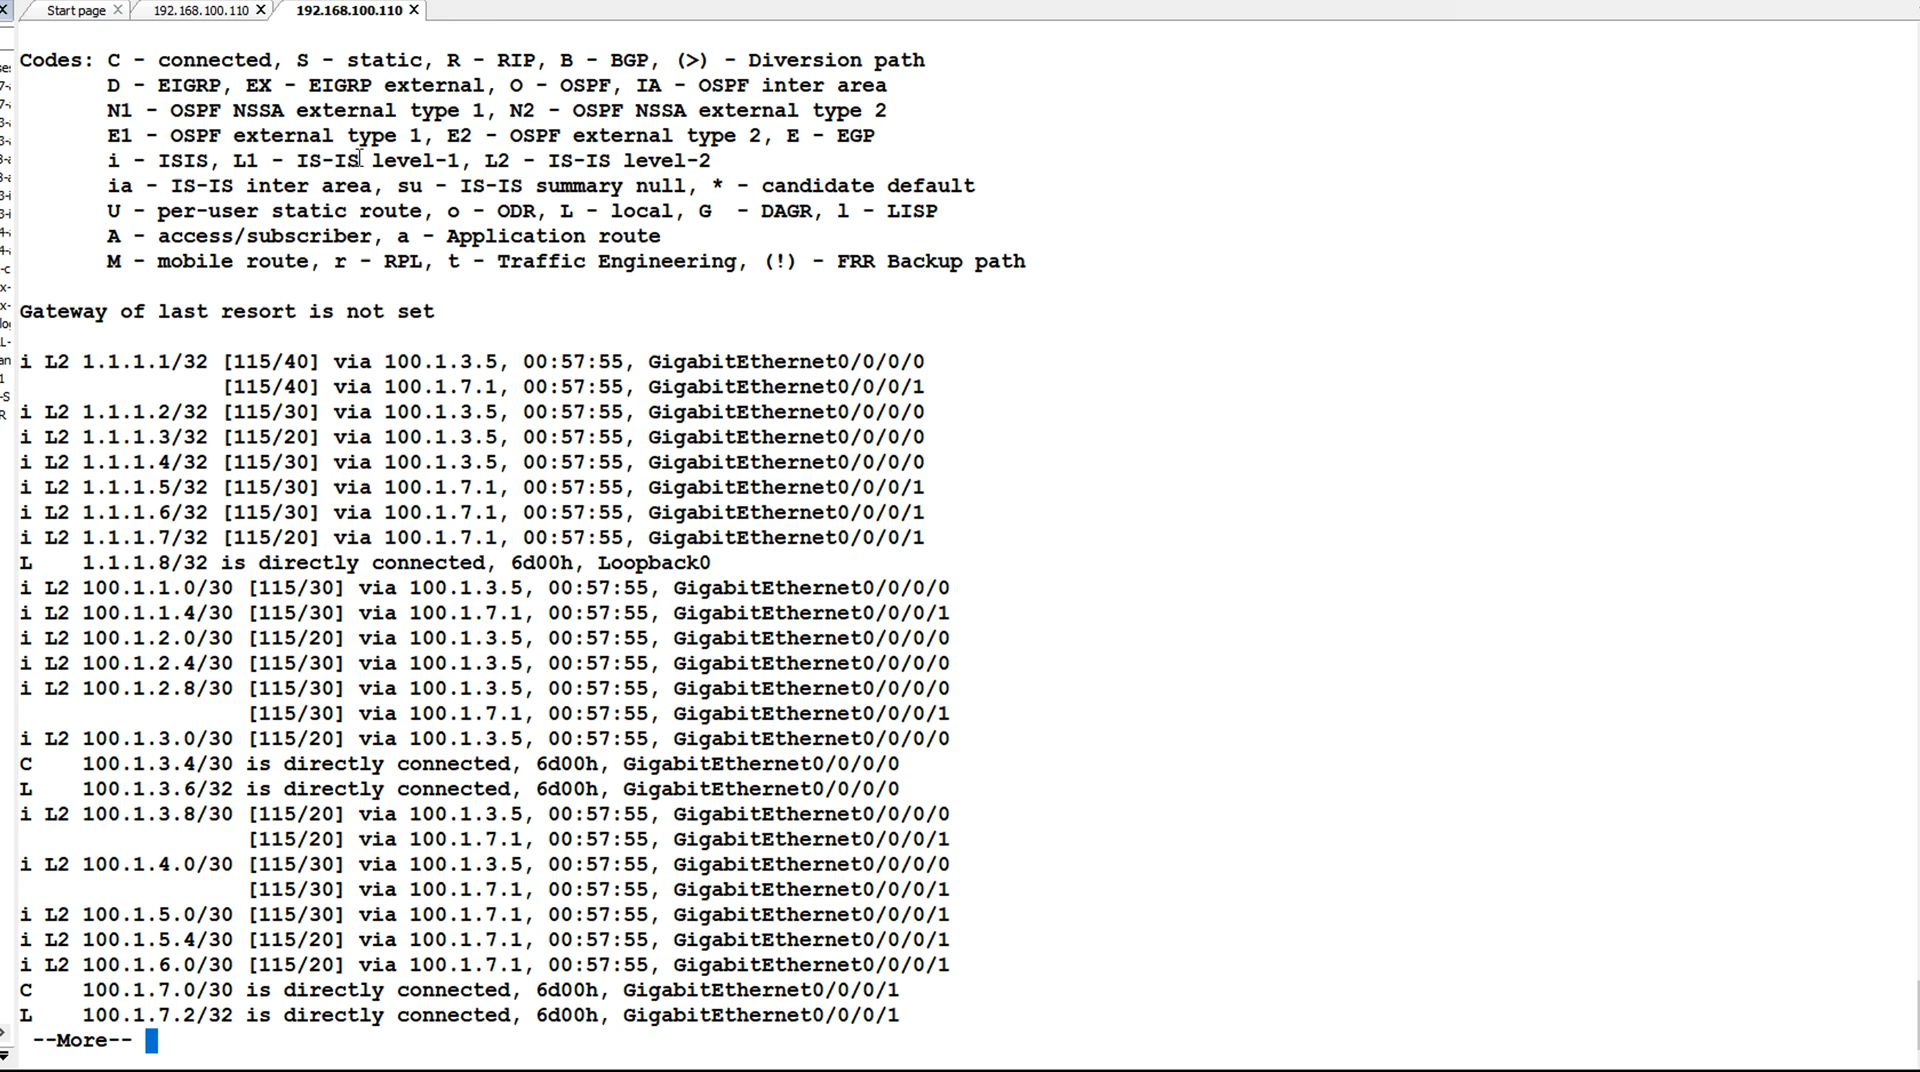 Start page
192.168.100.110
192.168.100.110
Codes: C - connected, S - static, R - RIP, B - BGP, (>) - Diversion path
D - EIGRP, EX - EIGRP external, O - OSPF, IA - OSPF inter area
N1 - OSPF NSSA external type 1, N2 - OSPF NSSA external type 2
E1 - OSPF external type 1, E2 - OSPF external type 2, E - EGP
i - ISIS, L1 - IS-IS level-1, L2 - IS-IS level-2
ia - IS-IS inter area, su - IS-IS summary null, * - candidate default
U - per-user static route, o - ODR, L - local, G  - DAGR, l - LISP
A - access/subscriber, a - Application route
M - mobile route, r - RPL, t - Traffic Engineering, (!) - FRR Backup path
Gateway of last resort is not set
i L2 1.1.1.1/32 [115/40] via 100.1.3.5, 00:57:55, GigabitEthernet0/0/0/0
[115/40] via 100.1.7.1, 00:57:55, GigabitEthernet0/0/0/1
i L2 1.1.1.2/32 [115/30] via 100.1.3.5, 00:57:55, GigabitEthernet0/0/0/0
i L2 1.1.1.3/32 [115/20] via 100.1.3.5, 00:57:55, GigabitEthernet0/0/0/0
i L2 1.1.1.4/32 [115/30] via 100.1.3.5, 00:57:55, GigabitEthernet0/0/0/0
i L2 1.1.1.5/32 [115/30] via 100.1.7.1, 00:57:55, GigabitEthernet0/0/0/1
i L2 1.1.1.6/32 [115/30] via 100.1.7.1, 00:57:55, GigabitEthernet0/0/0/1
i L2 1.1.1.7/32 [115/20] via 100.1.7.1, 00:57:55, GigabitEthernet0/0/0/1
L    1.1.1.8/32 is directly connected, 6d00h, Loopback0
i L2 100.1.1.0/30 [115/30] via 100.1.3.5, 00:57:55, GigabitEthernet0/0/0/0
i L2 100.1.1.4/30 [115/30] via 100.1.7.1, 00:57:55, GigabitEthernet0/0/0/1
i L2 100.1.2.0/30 [115/20] via 100.1.3.5, 00:57:55, GigabitEthernet0/0/0/0
i L2 100.1.2.4/30 [115/30] via 100.1.3.5, 00:57:55, GigabitEthernet0/0/0/0
i L2 100.1.2.8/30 [115/30] via 100.1.3.5, 00:57:55, GigabitEthernet0/0/0/0
[115/30] via 100.1.7.1, 00:57:55, GigabitEthernet0/0/0/1
i L2 100.1.3.0/30 [115/20] via 100.1.3.5, 00:57:55, GigabitEthernet0/0/0/0
C    100.1.3.4/30 is directly connected, 6d00h, GigabitEthernet0/0/0/0
L    100.1.3.6/32 is directly connected, 6d00h, GigabitEthernet0/0/0/0
i L2 100.1.3.8/30 [115/20] via 100.1.3.5, 00:57:55, GigabitEthernet0/0/0/0
[115/20] via 100.1.7.1, 00:57:55, GigabitEthernet0/0/0/1
i L2 100.1.4.0/30 [115/30] via 100.1.3.5, 00:57:55, GigabitEthernet0/0/0/0
[115/30] via 100.1.7.1, 00:57:55, GigabitEthernet0/0/0/1
i L2 100.1.5.0/30 [115/30] via 100.1.7.1, 00:57:55, GigabitEthernet0/0/0/1
i L2 100.1.5.4/30 [115/20] via 100.1.7.1, 00:57:55, GigabitEthernet0/0/0/1
i L2 100.1.6.0/30 [115/20] via 100.1.7.1, 00:57:55, GigabitEthernet0/0/0/1
C    100.1.7.0/30 is directly connected, 6d00h, GigabitEthernet0/0/0/1
L    100.1.7.2/32 is directly connected, 6d00h, GigabitEthernet0/0/0/1
--More--